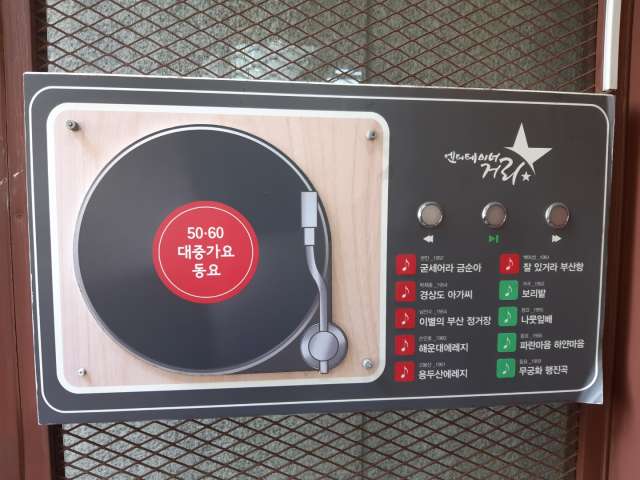 엔터테이너
거리
50·60
대중가요
동요
굳세어라 금순아
경상도 아가씨
이별의 부산 정거장
해운대에레지
용두산에레지
잘 있거라 부산항
보리밭
나뭇잎배
파란마음 하얀마음
무궁화 행진곡